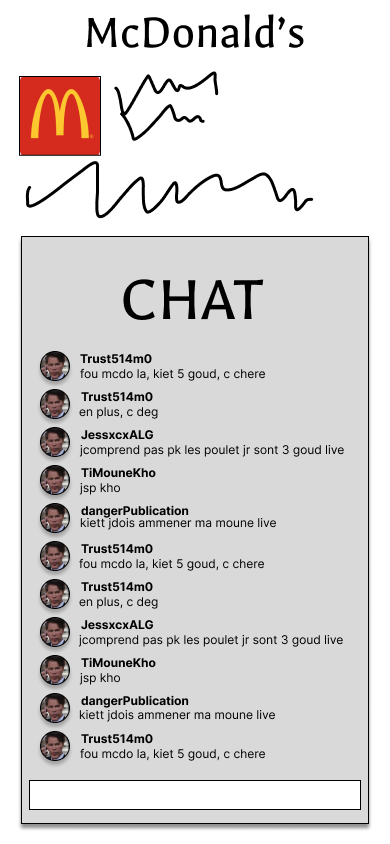 McDonald's
CHAT
Trust514m0
fou mcdo la, kiet 5 goud, c chere
Trust514m0
en plus, c deg
JessxcxALG
jcomprend pas pk les poulet jr sont 3 goud live
TiMouneKho
jsp kho
dangerPublication
kiett jdois ammener ma moune live
Trust514m0
fou mcdo la, kiet 5 goud, c chere
Trust514m0
en plus, c deg
JessxcxALG
jcomprend pas pk les poulet jr sont 3 goud live
TiMouneKho
jsp kho
dangerPublication
kiett jdois ammener ma moune live
Trust514m0
fou mcdo la, kiet 5 goud, c chere